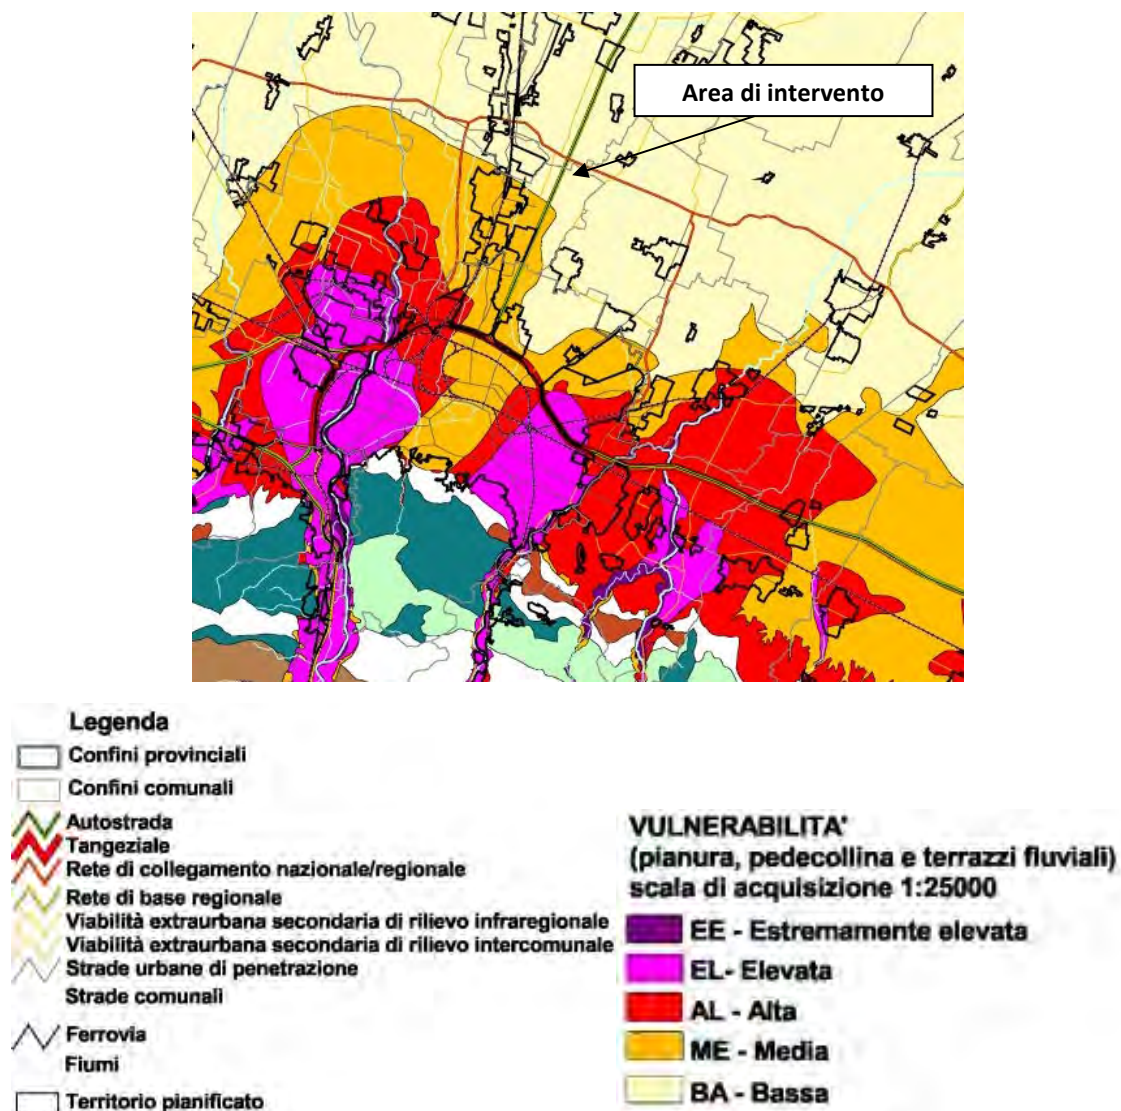 Area di intervento
Legenda
Confini provinciali
Confini comunali
Autostrada
Tangeziale
Rete di collegamento nazionale/regionale
Rete di base regionale
Viabilità extraurbana secondaria di rilievo infraregionale
Viabilità extraurbana secondaria di rilievo intercomunale
Strade urbane di penetrazione
Strade comunali
Ferrovia
Fiumi
Territorio pianificato
VULNERABILITA'
(pianura, pedecollina e terrazzi fluviali)
scala di acquisizione 1:25000
EE - Estremamente elevata
EL- Elevata
AL - Alta
ME - Media
BA - Bassa